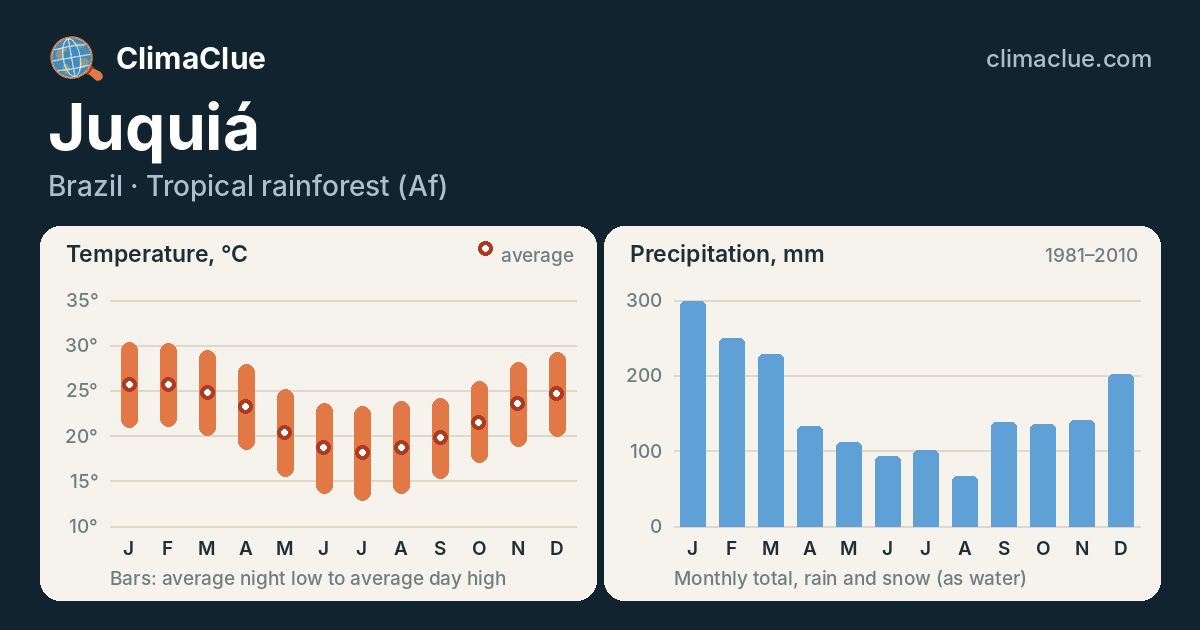 ClimaClue
climaclue.com
Juquiá
Brazil · Tropical rainforest (Af)
Temperature, °C
average
35°
30°
25°
20°
15°
10°
J F M A M J J A S O N D
Bars: average night low to average day high
Precipitation, mm
1981–2010
300
200
100
0
J F M A M J J A S O N D
Monthly total, rain and snow (as water)